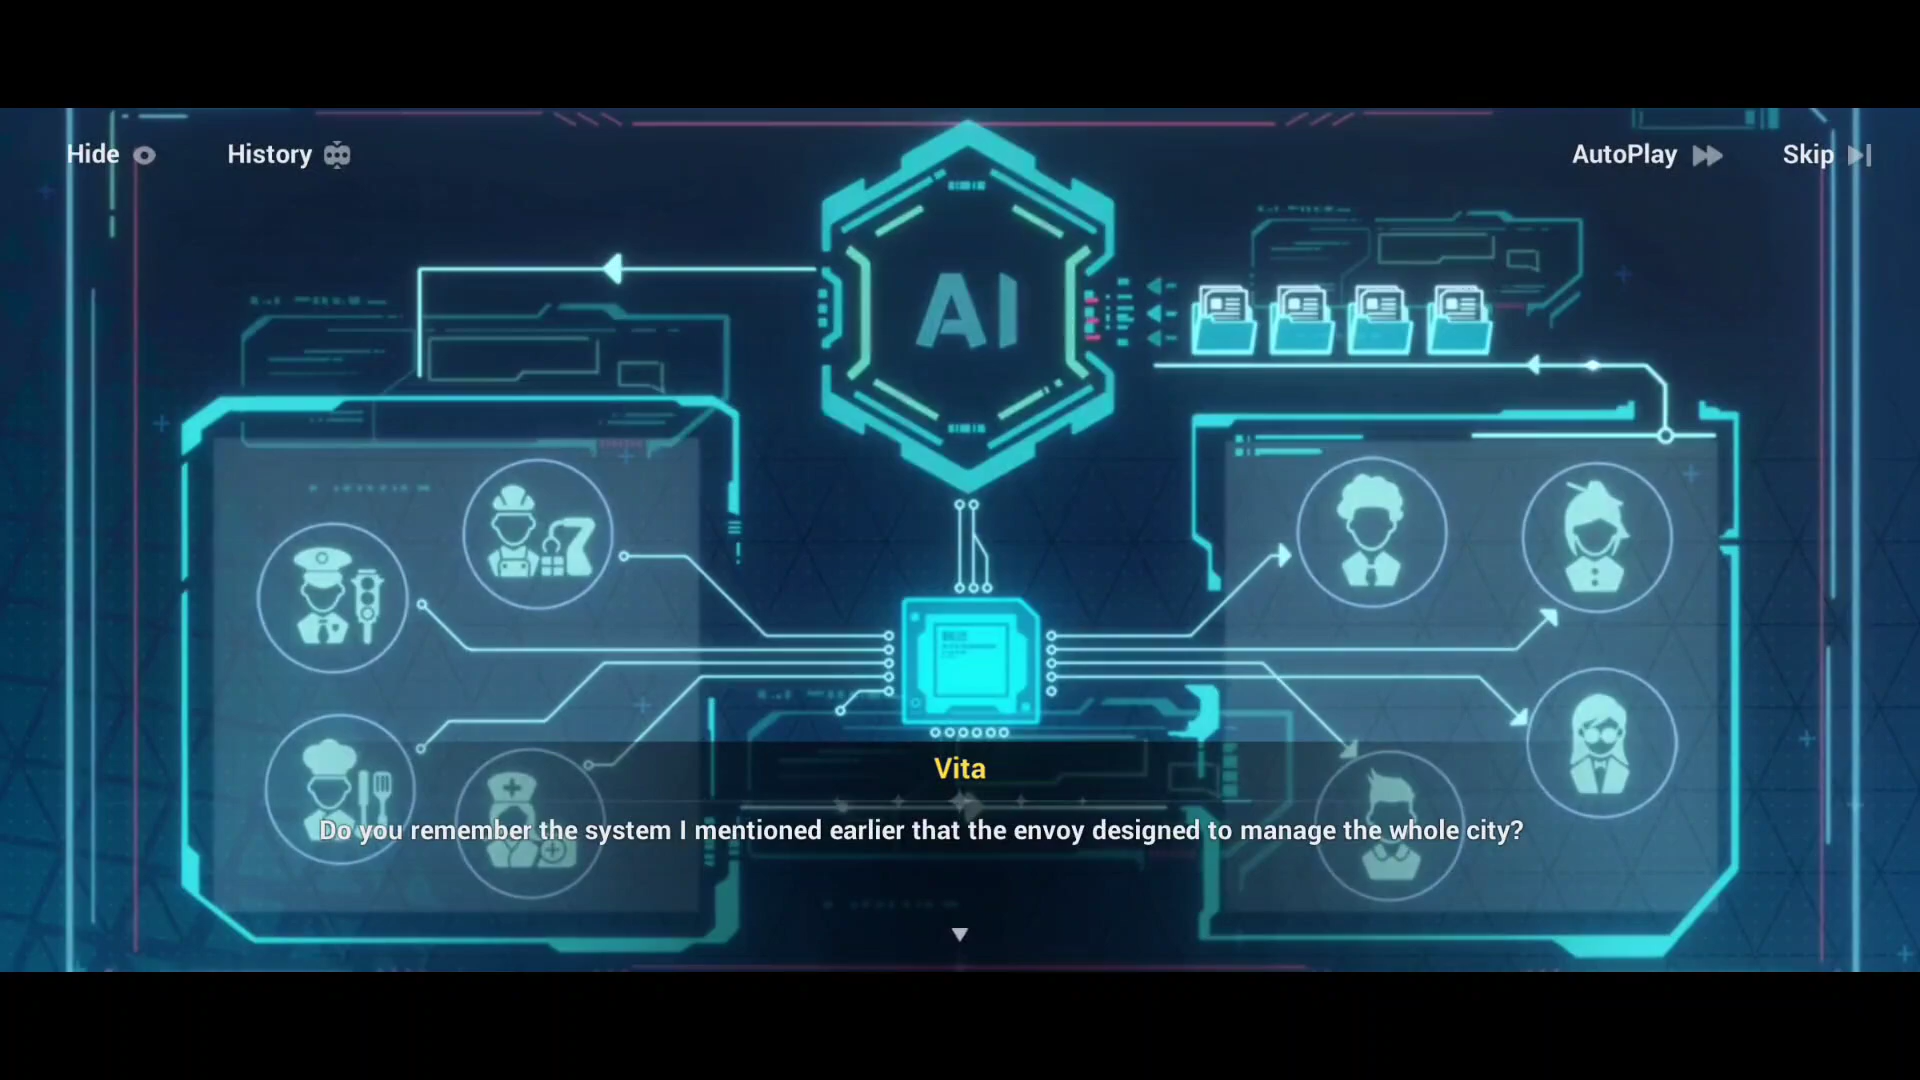 Hide
History
AutoPlay
Skip
AI
Vita
Do you remember the system I mentioned earlier that the envoy designed to manage the whole city?